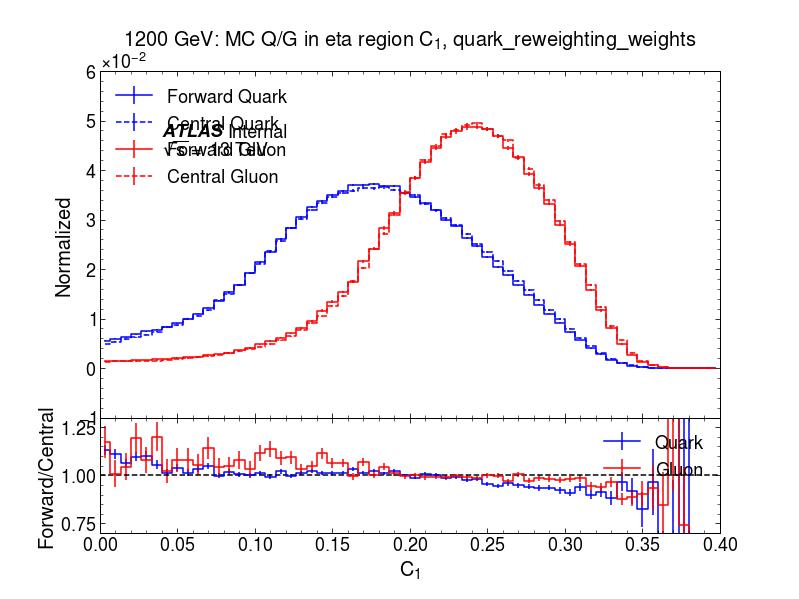 1200 GeV: MC Q/G in eta region C₁, quark_reweighting_weights
×10⁻²
6
5
4
3
2
1
0
−1
Normalized
Forward Quark
Central Quark
ATLAS Internal
Forward Gluon
√s = 13 TeV
Central Gluon
1.25
1.00
0.75
Forward/Central
Quark
Gluon
0.00 0.05 0.10 0.15 0.20 0.25 0.30 0.35 0.40
C₁